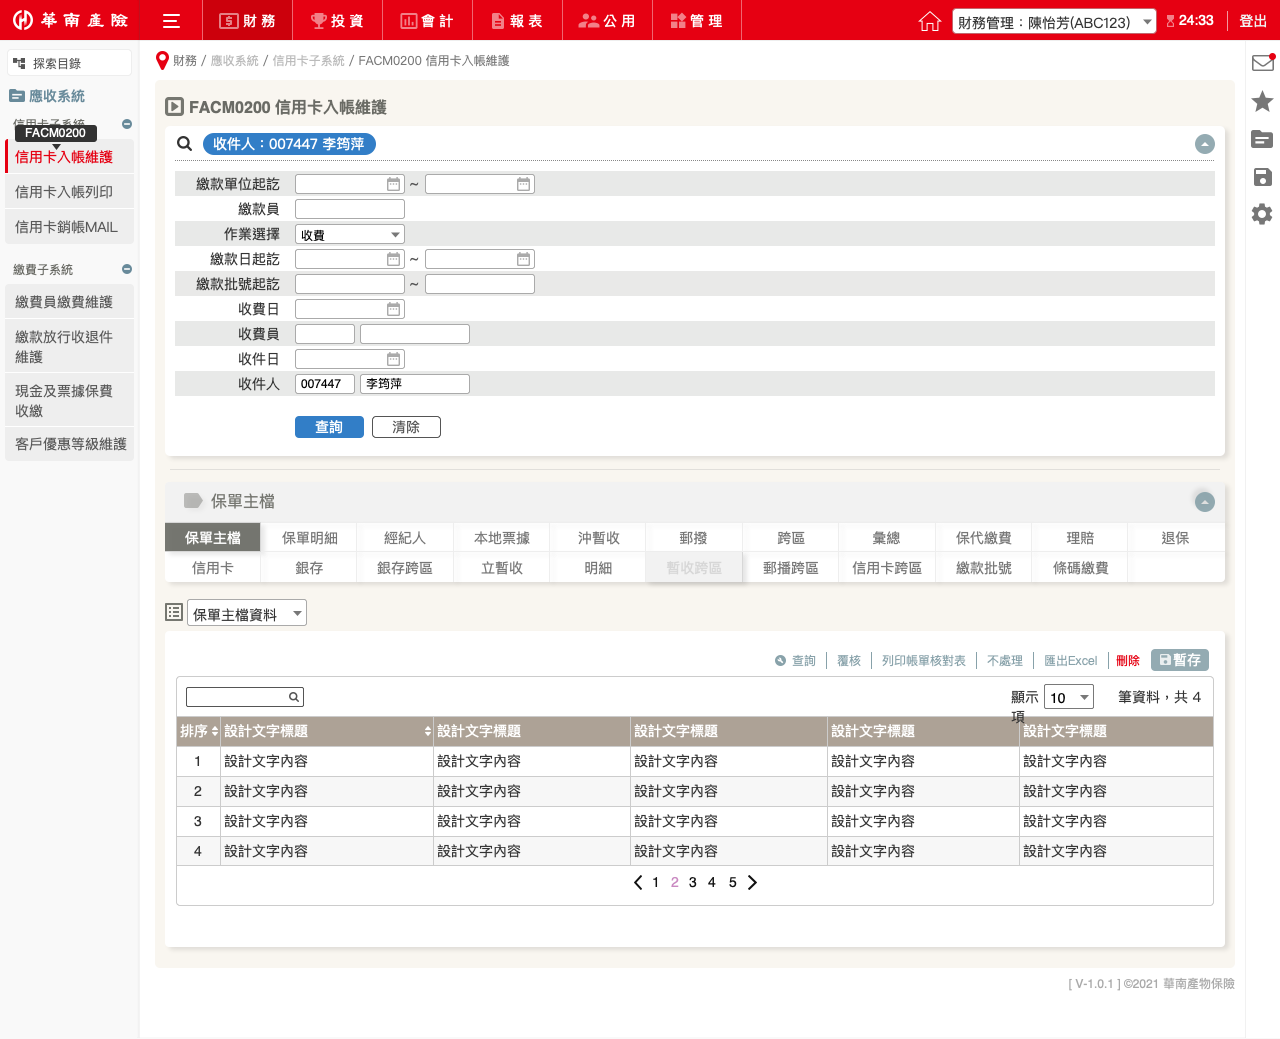 華南產險
財務
投資
會計
報表
公用
管理
財務管理：陳怡芳(ABC123)
24:33
登出
探索目錄
應收系統
信用卡子系統
FACM0200
信用卡入帳維護
信用卡入帳列印
信用卡銷帳MAIL
繳費子系統
繳費員繳費維護
繳款放行收退件
維護
現金及票據保費
收繳
客戶優惠等級維護
財務 / 應收系統 / 信用卡子系統 / FACM0200 信用卡入帳維護
FACM0200 信用卡入帳維護
收件人：007447 李筠萍
繳款單位起訖 ~
繳款員
作業選擇 收費
繳款日起訖 ~
繳款批號起訖 ~
收費日
收費員
收件日
收件人 007447 李筠萍
查詢 清除
保單主檔
保單主檔 保單明細 經紀人 本地票據 沖暫收 郵撥 跨區 彙總 保代繳費 理賠 退保
信用卡 銀存 銀存跨區 立暫收 明細 暫收跨區 郵播跨區 信用卡跨區 繳款批號 條碼繳費
保單主檔資料
查詢 覆核 列印帳單核對表 不處理 匯出Excel 刪除 暫存
顯示 10 筆資料，共 4
項
排序 設計文字標題 設計文字標題 設計文字標題 設計文字標題 設計文字標題
1 設計文字內容 設計文字內容 設計文字內容 設計文字內容 設計文字內容
2 設計文字內容 設計文字內容 設計文字內容 設計文字內容 設計文字內容
3 設計文字內容 設計文字內容 設計文字內容 設計文字內容 設計文字內容
4 設計文字內容 設計文字內容 設計文字內容 設計文字內容 設計文字內容
1 2 3 4 5
[ V-1.0.1 ] ©2021 華南產物保險